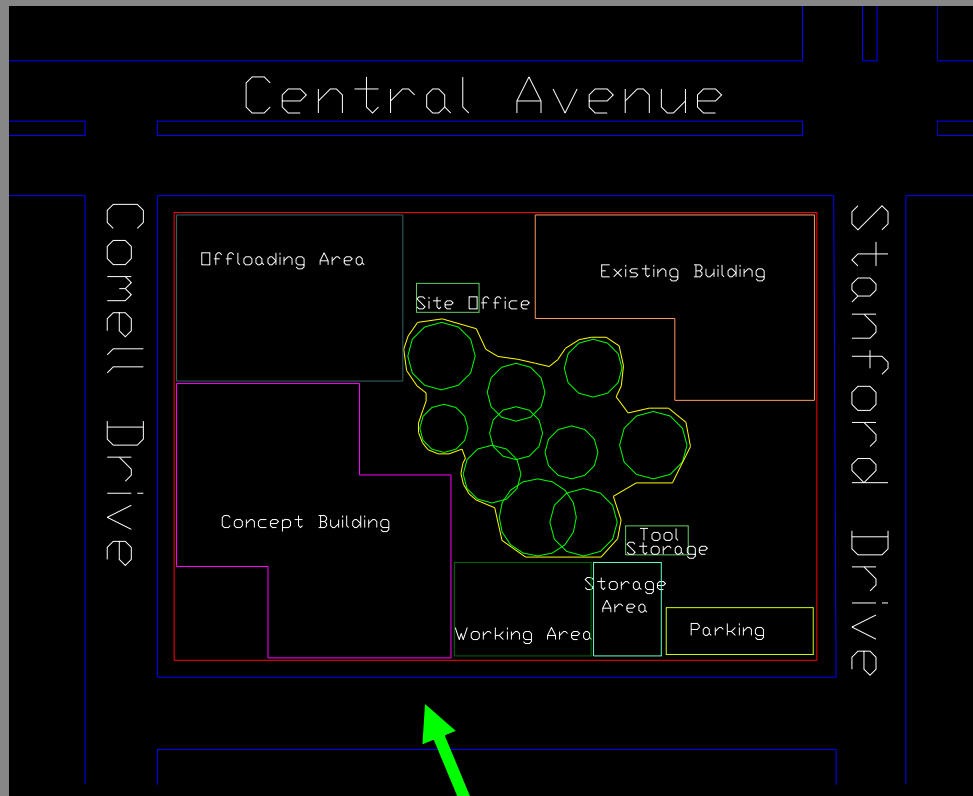 Central Avenue
Comell Drive
Stanford Drive
Offloading Area
Existing Building
Site Office
Concept Building
Tool
Storage
Storage
Area
Working Area
Parking